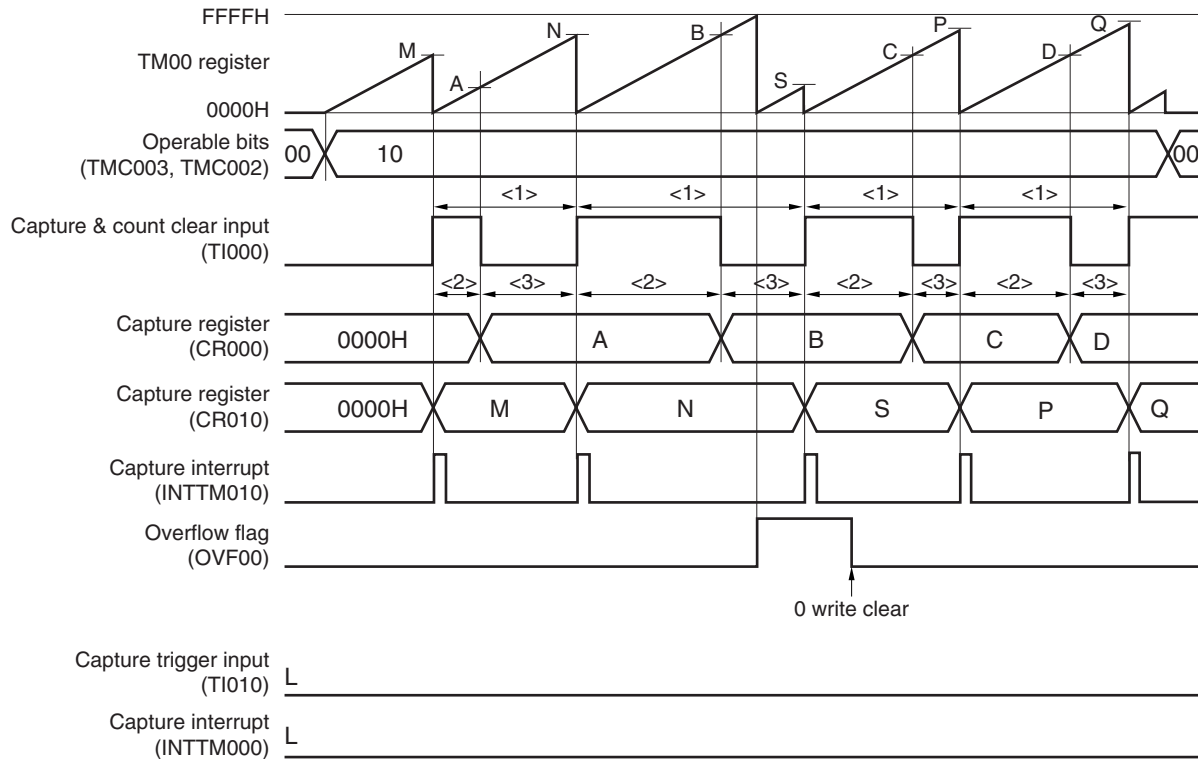 FFFFH
TM00 register
0000H
M
A
N
B
S
C
P
D
Q
Operable bits
(TMC003, TMC002)
00
10
00
<1>
<1>
<1>
<1>
Capture & count clear input
(TI000)
<2>
<3>
<2>
<3>
<2>
<3>
<2>
<3>
Capture register
(CR000)
0000H
A
B
C
D
Capture register
(CR010)
0000H
M
N
S
P
Q
Capture interrupt
(INTTM010)
Overflow flag
(OVF00)
0 write clear
Capture trigger input
(TI010)
L
Capture interrupt
(INTTM000)
L